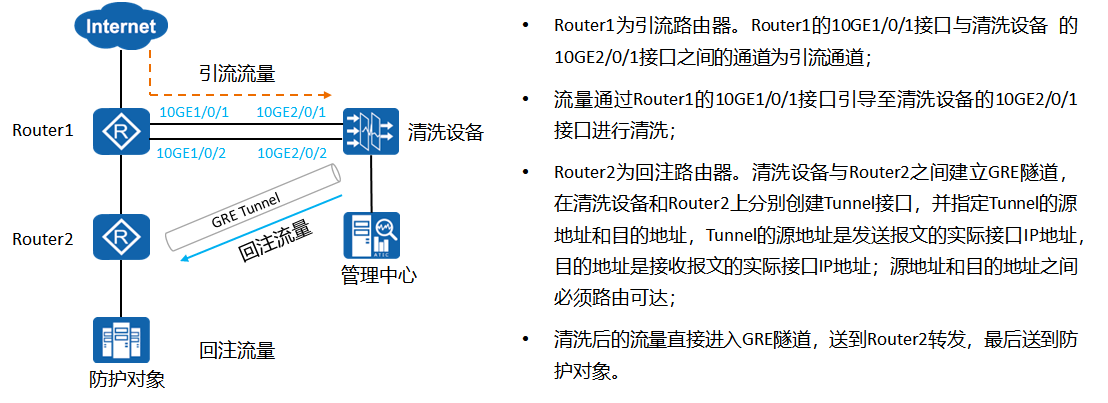 Internet
引流流量
10GE1/0/1
10GE2/0/1
Router1
清洗设备
10GE1/0/2
10GE2/0/2
GRE Tunnel
回注流量
Router2
ATIC
管理中心
回注流量
防护对象
• Router1为引流路由器。Router1的10GE1/0/1接口与清洗设备 的
10GE2/0/1接口之间的通道为引流通道；
• 流量通过Router1的10GE1/0/1接口引导至清洗设备的10GE2/0/1
接口进行清洗；
• Router2为回注路由器。清洗设备与Router2之间建立GRE隧道，
在清洗设备和Router2上分别创建Tunnel接口，并指定Tunnel的源
地址和目的地址，Tunnel的源地址是发送报文的实际接口IP地址，
目的地址是接收报文的实际接口IP地址；源地址和目的地址之间
必须路由可达；
• 清洗后的流量直接进入GRE隧道，送到Router2转发，最后送到防
护对象。